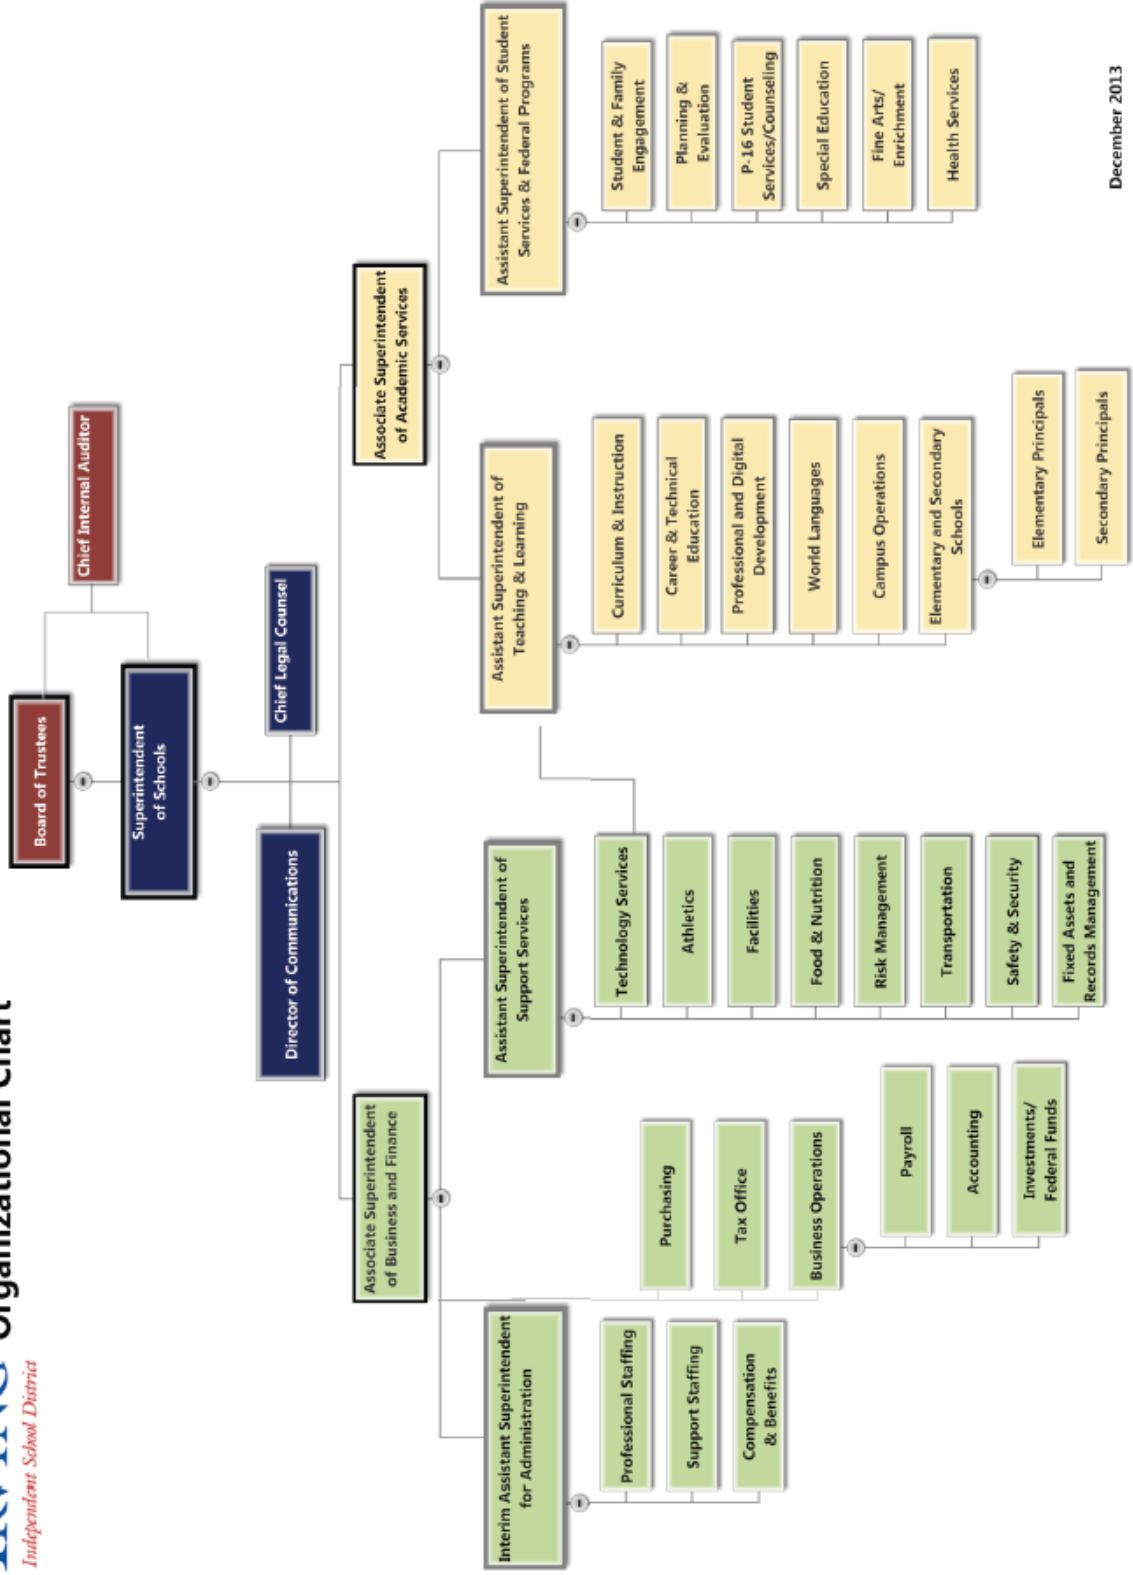 Organizational Chart
Independent School District
Board of Trustees
Chief Internal Auditor
Superintendent
of Schools
Director of Communications
Chief Legal Counsel
Associate Superintendent
of Business and Finance
Associate Superintendent
of Academic Services
Interim Assistant Superintendent
for Administration
Professional Staffing
Support Staffing
Compensation
& Benefits
Purchasing
Tax Office
Business Operations
Payroll
Accounting
Investments/
Federal Funds
Assistant Superintendent of
Support Services
Technology Services
Athletics
Facilities
Food & Nutrition
Risk Management
Transportation
Safety & Security
Fixed Assets and
Records Management
Assistant Superintendent of
Teaching & Learning
Curriculum & Instruction
Career & Technical
Education
Professional and Digital
Development
World Languages
Campus Operations
Elementary and Secondary
Schools
Elementary Principals
Secondary Principals
Assistant Superintendent of Student
Services & Federal Programs
Student & Family
Engagement
Planning &
Evaluation
P-16 Student
Services/Counseling
Special Education
Fine Arts/
Enrichment
Health Services
December 2013